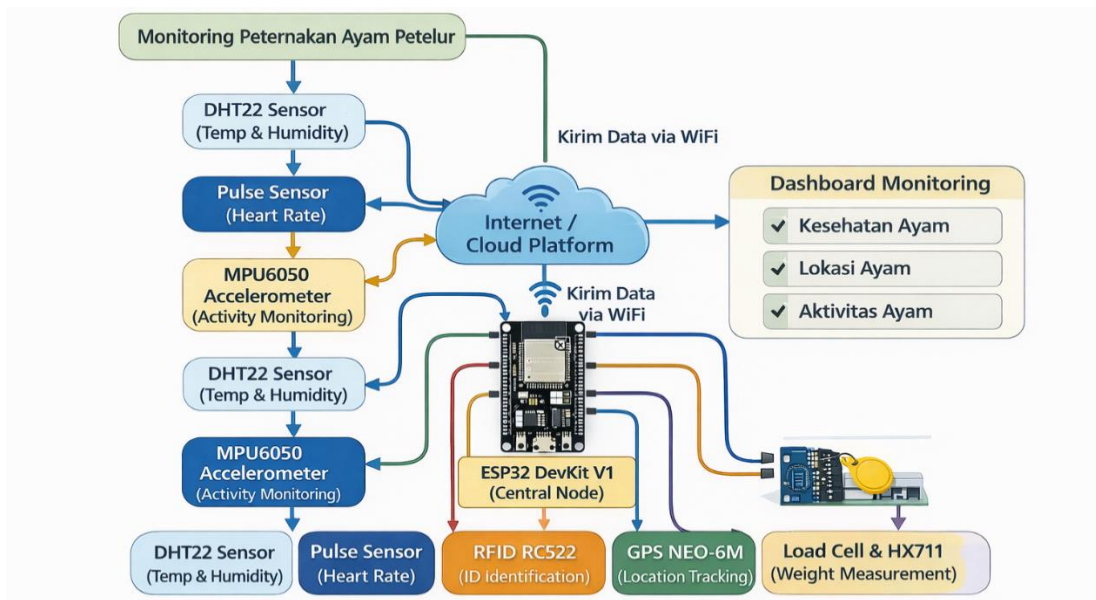 Monitoring Peternakan Ayam Petelur
DHT22 Sensor
(Temp & Humidity)
Kirim Data via WiFi
Pulse Sensor
(Heart Rate)
Internet /
Cloud Platform
Dashboard Monitoring
Kesehatan Ayam
Lokasi Ayam
Aktivitas Ayam
MPU6050
Accelerometer
(Activity Monitoring)
Kirim Data
via WiFi
DHT22 Sensor
(Temp & Humidity)
MPU6050
Accelerometer
(Activity Monitoring)
ESP32 DevKit V1
(Central Node)
DHT22 Sensor
(Temp & Humidity)
Pulse Sensor
(Heart Rate)
RFID RC522
(ID Identification)
GPS NEO-6M
(Location Tracking)
Load Cell & HX711
(Weight Measurement)